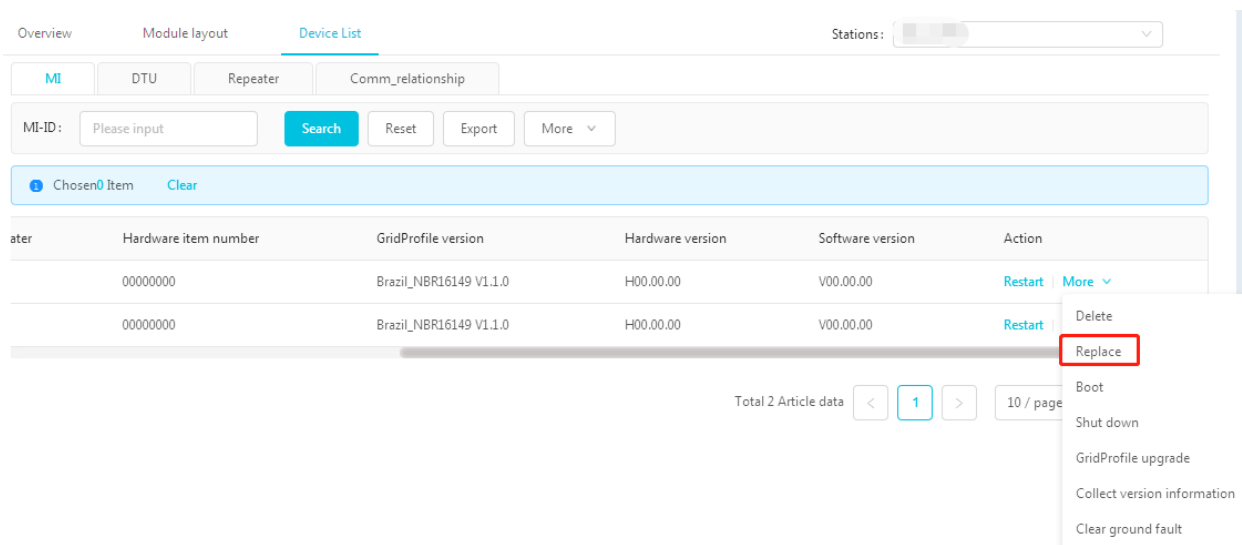 Overview Module layout Device List Stations:
MI DTU Repeater Comm_relationship
MI-ID: Please input Search Reset Export More
Chosen0 Item Clear
ater Hardware item number GridProfile version Hardware version Software version Action
00000000 Brazil_NBR16149 V1.1.0 H00.00.00 V00.00.00 Restart More
00000000 Brazil_NBR16149 V1.1.0 H00.00.00 V00.00.00 Restart
Delete
Replace
Total 2 Article data < 1 > 10 / page
Boot
Shut down
GridProfile upgrade
Collect version information
Clear ground fault